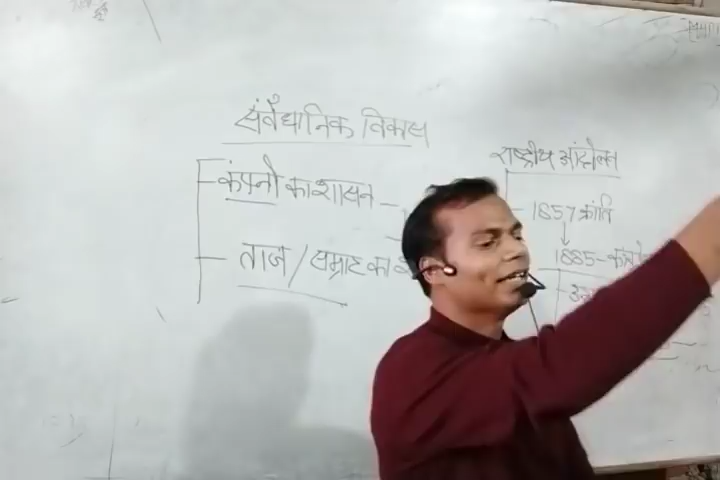 संवैधानिक विकास
कंपनी का शासन -
ताज / सम्राट का
राष्ट्रीय आंदोलन
1857 क्रांति
1885 -